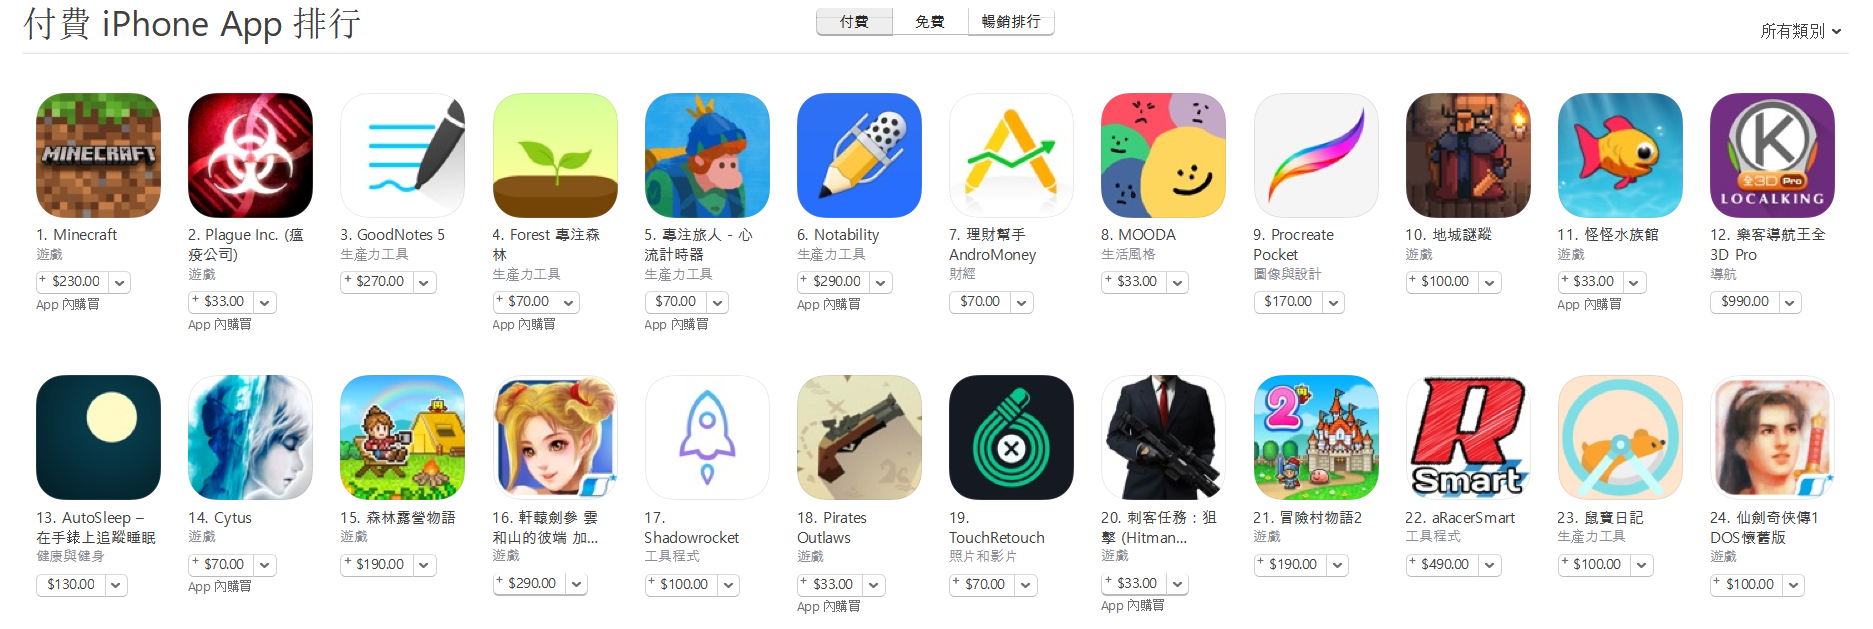 付費 iPhone App 排行
付費
免費
暢銷排行
所有類別
MINECRAFT
1. Minecraft
遊戲
+ $230.00
App 內購買
2. Plague Inc. (瘟
疫公司)
遊戲
+ $33.00
App 內購買
3. GoodNotes 5
生產力工具
+ $270.00
4. Forest 專注森
林
生產力工具
+ $70.00
App 內購買
5. 專注旅人 - 心
流計時器
生產力工具
$70.00
App 內購買
6. Notability
生產力工具
+ $290.00
App 內購買
7. 理財幫手
AndroMoney
財經
$70.00
8. MOODA
生活風格
+ $33.00
9. Procreate
Pocket
圖像與設計
$170.00
10. 地城謎蹤
遊戲
+ $100.00
11. 怪怪水族館
遊戲
+ $33.00
App 內購買
K
全3D Pro
LOCALKING
12. 樂客導航王全
3D Pro
導航
$990.00
13. AutoSleep –
在手錶上追蹤睡眠
健康與健身
$130.00
14. Cytus
遊戲
+ $70.00
App 內購買
15. 森林露營物語
遊戲
+ $190.00
16. 軒轅劍參 雲
和山的彼端 加...
遊戲
+ $290.00
17.
Shadowrocket
工具程式
+ $100.00
18. Pirates
Outlaws
遊戲
+ $33.00
App 內購買
19.
TouchRetouch
照片和影片
+ $70.00
20. 刺客任務：狙
擊 (Hitman...
遊戲
+ $33.00
App 內購買
2
21. 冒險村物語2
遊戲
+ $190.00
R
Smart
22. aRacerSmart
工具程式
+ $490.00
23. 鼠寶日記
生產力工具
+ $100.00
24. 仙劍奇俠傳1
DOS懷舊版
遊戲
+ $100.00